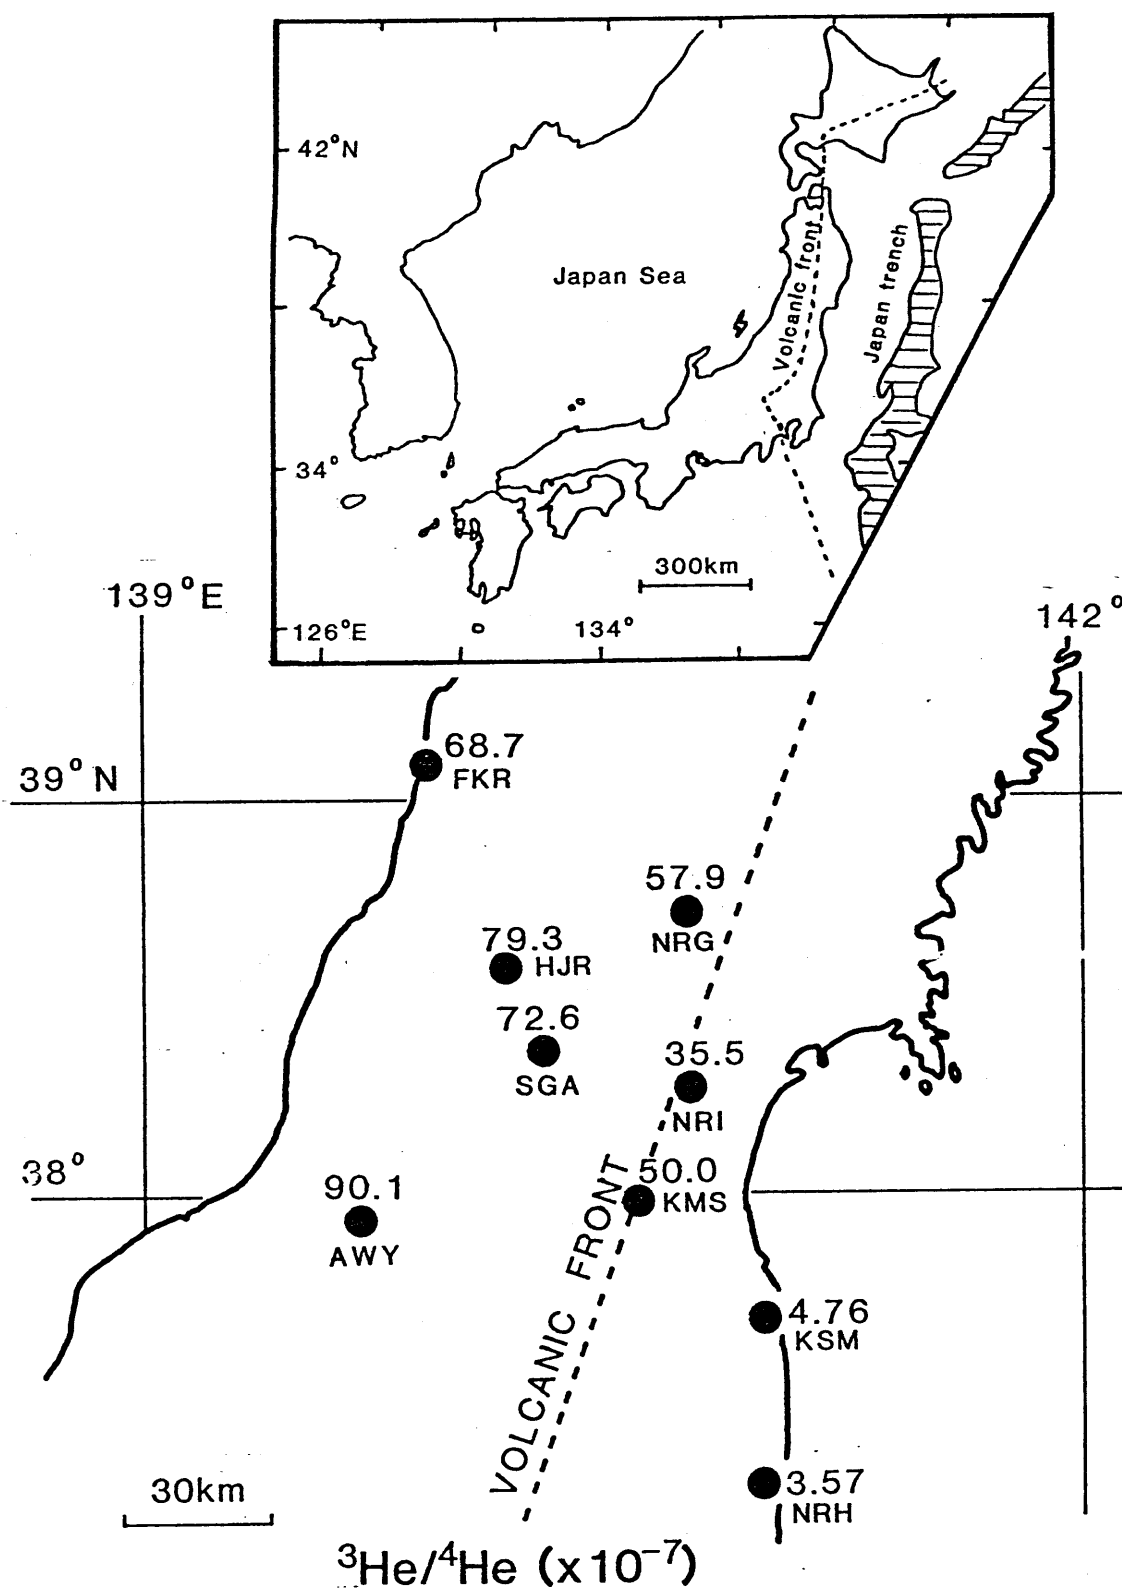 42°N
Japan Sea
Volcanic front
Japan trench
34°
300km
126°E
134°
139°E
142°
68.7
FKR
39°N
57.9
NRG
79.3
HJR
72.6
SGA
35.5
NRI
38°
90.1
AWY
50.0
KMS
VOLCANIC FRONT
4.76
KSM
3.57
NRH
30km
³He/⁴He (x10⁻⁷)